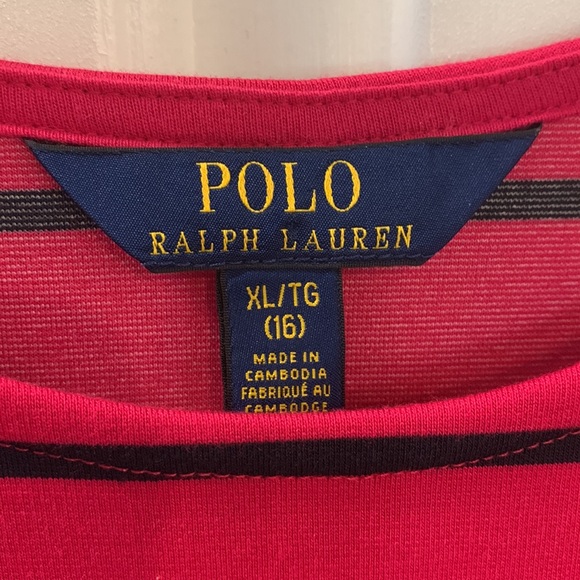 POLO
RALPH LAUREN
XL/TG
(16)
MADE IN
CAMBODIA
FABRIQUÉ AU
CAMBODGE